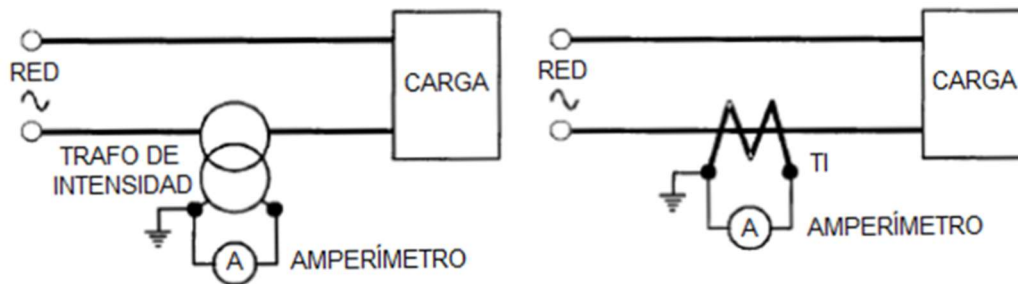 RED
CARGA
TRAFO DE
INTENSIDAD
A
AMPERÍMETRO
RED
CARGA
TI
A
AMPERÍMETRO